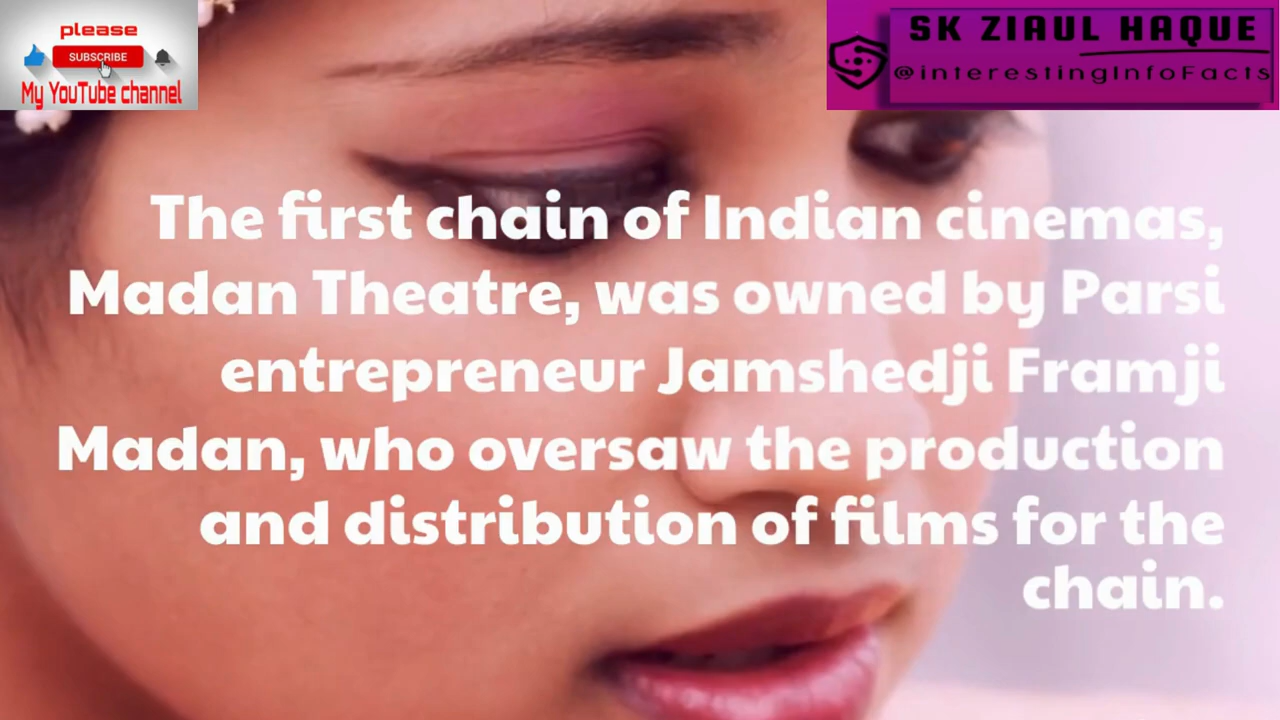 please
SUBSCRIBE
My YouTube channel
SK ZIAUL HAQUE
@interestingInfoFacts
The first chain of Indian cinemas,
Madan Theatre, was owned by Parsi
entrepreneur Jamshedji Framji
Madan, who oversaw the production
and distribution of films for the
chain.